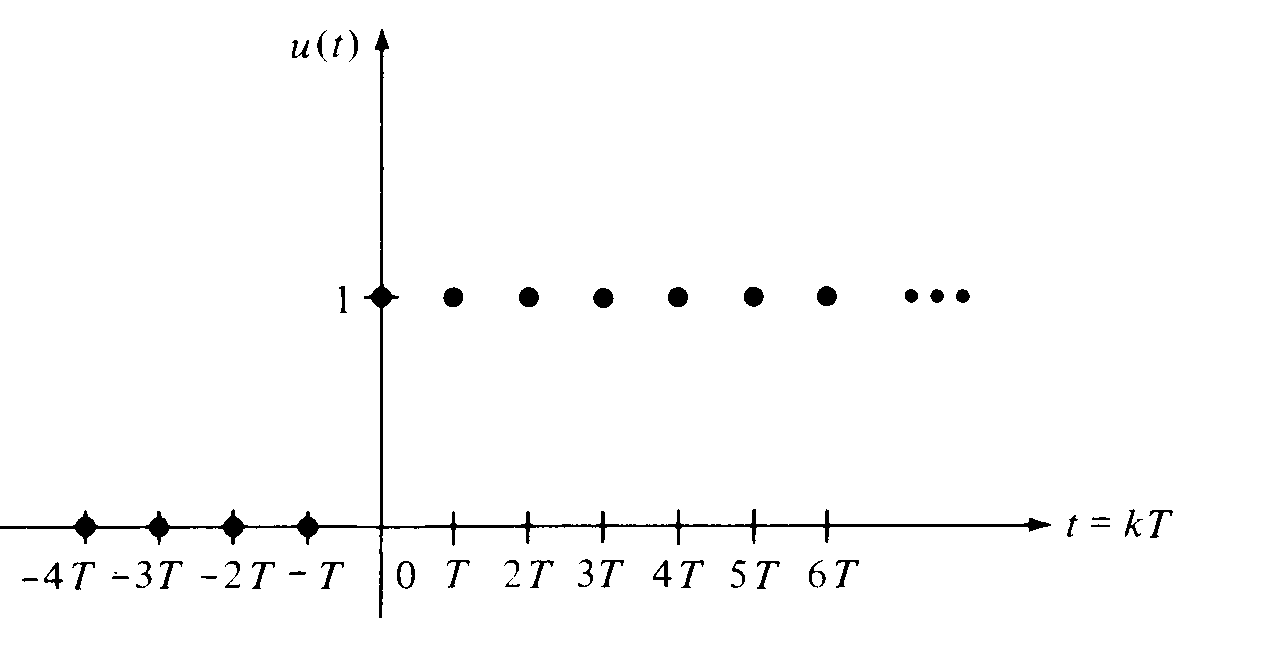 u(t)
1
t = kT
-4T -3T -2T -T 0 T 2T 3T 4T 5T 6T